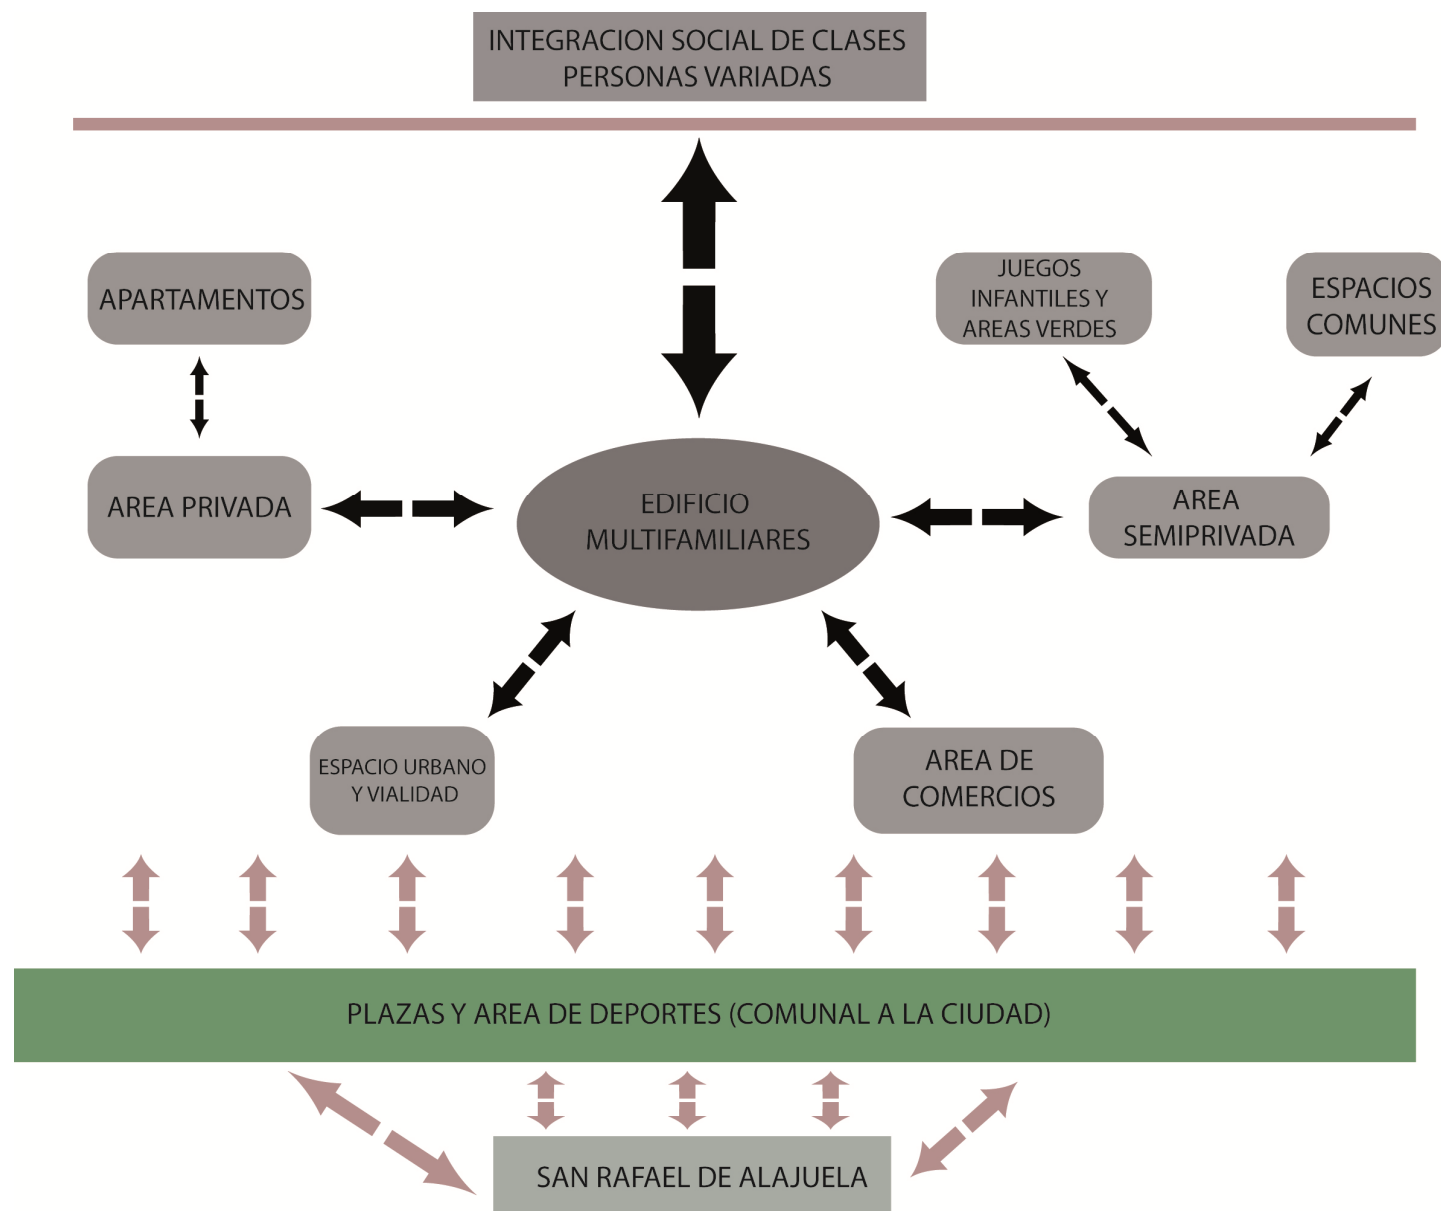 INTEGRACION SOCIAL DE CLASES
PERSONAS VARIADAS
APARTAMENTOS
JUEGOS
INFANTILES Y
AREAS VERDES
ESPACIOS
COMUNES
AREA PRIVADA
EDIFICIO
MULTIFAMILIARES
AREA
SEMIPRIVADA
ESPACIO URBANO
Y VIALIDAD
AREA DE
COMERCIOS
PLAZAS Y AREA DE DEPORTES (COMUNAL A LA CIUDAD)
SAN RAFAEL DE ALAJUELA